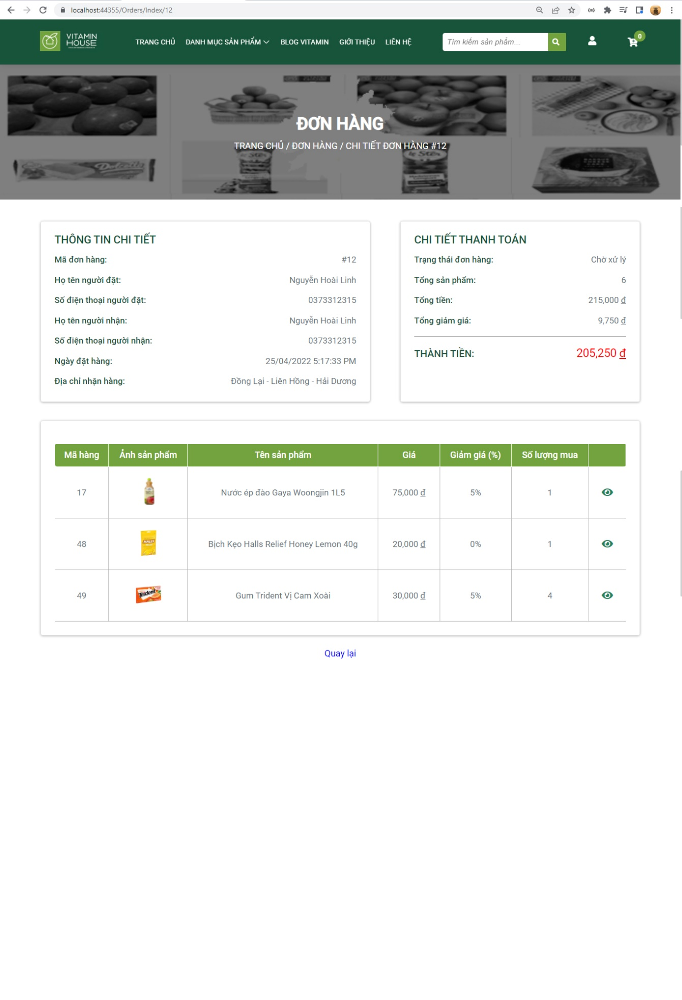 localhost:44355/Orders/Index/12
VITAMIN
HOUSE
TRANG CHỦ
DANH MỤC SẢN PHẨM
BLOG VITAMIN
GIỚI THIỆU
LIÊN HỆ
Tìm kiếm sản phẩm...
0
ĐƠN HÀNG
TRANG CHỦ / ĐƠN HÀNG / CHI TIẾT ĐƠN HÀNG #12
THÔNG TIN CHI TIẾT
Mã đơn hàng: #12
Họ tên người đặt: Nguyễn Hoài Linh
Số điện thoại người đặt: 0373312315
Họ tên người nhận: Nguyễn Hoài Linh
Số điện thoại người nhận: 0373312315
Ngày đặt hàng: 25/04/2022 5:17:33 PM
Địa chỉ nhận hàng: Đồng Lại - Liên Hồng - Hải Dương
CHI TIẾT THANH TOÁN
Trạng thái đơn hàng: Chờ xử lý
Tổng sản phẩm: 6
Tổng tiền: 215,000 đ
Tổng giảm giá: 9,750 đ
THÀNH TIỀN: 205,250 đ
Mã hàng Ảnh sản phẩm Tên sản phẩm Giá Giảm giá (%) Số lượng mua
17 Nước ép đào Gaya Woongjin 1L5 75,000 đ 5% 1
HALLS
48 Bịch Kẹo Halls Relief Honey Lemon 40g 20,000 đ 0% 1
Trident
49 Gum Trident Vị Cam Xoài 30,000 đ 5% 4
Quay lại